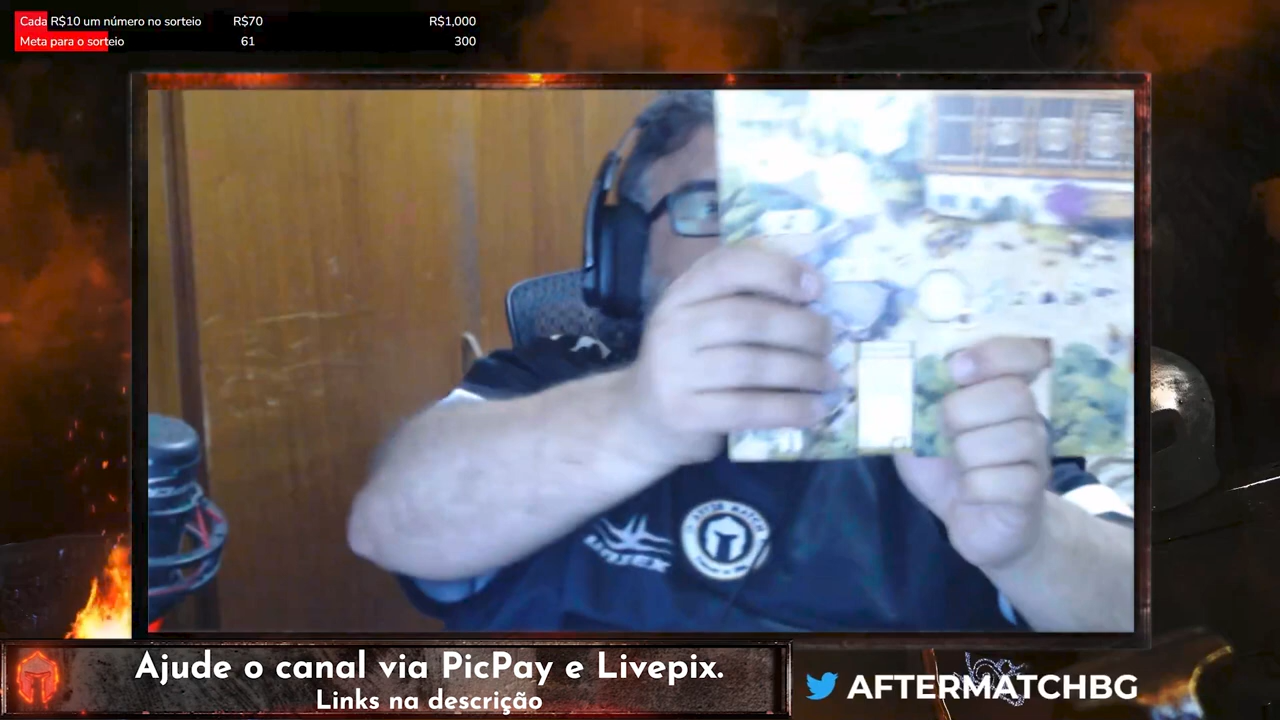 Cada R$10 um número no sorteio R$70 R$1,000
Meta para o sorteio 61 300
Ajude o canal via PicPay e Livepix.
Links na descrição
AFTERMATCHBG